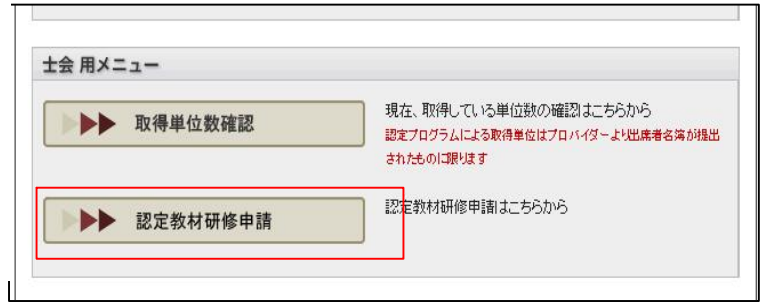 士会 用メニュー
取得単位数確認
現在、取得している単位数の確認はこちらから
認定プログラムによる取得単位はプロバイダーより出席者名簿が提出
されたものに限ります
認定教材研修申請
認定教材研修申請はこちらから